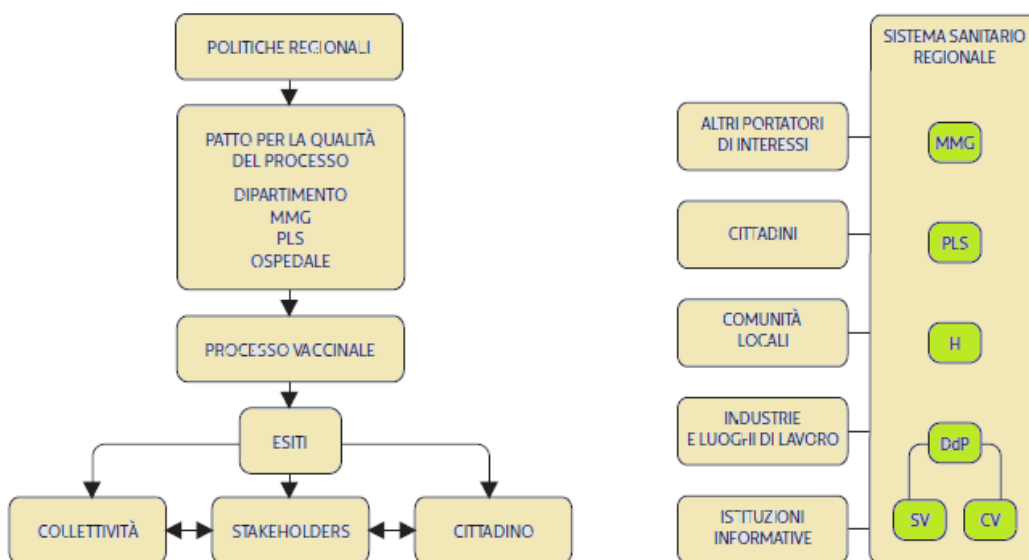 POLITICHE REGIONALI
PATTO PER LA QUALITÀ
DEL PROCESSO
DIPARTIMENTO
MMG
PLS
OSPEDALE
PROCESSO VACCINALE
ESITI
COLLETTIVITÀ
STAKEHOLDERS
CITTADINO
SISTEMA SANITARIO
REGIONALE
ALTRI PORTATORI
DI INTERESSI
CITTADINI
COMUNITÀ
LOCALI
INDUSTRIE
E LUOGHI DI LAVORO
ISTITUZIONI
INFORMATIVE
MMG
PLS
H
DdP
SV
CV